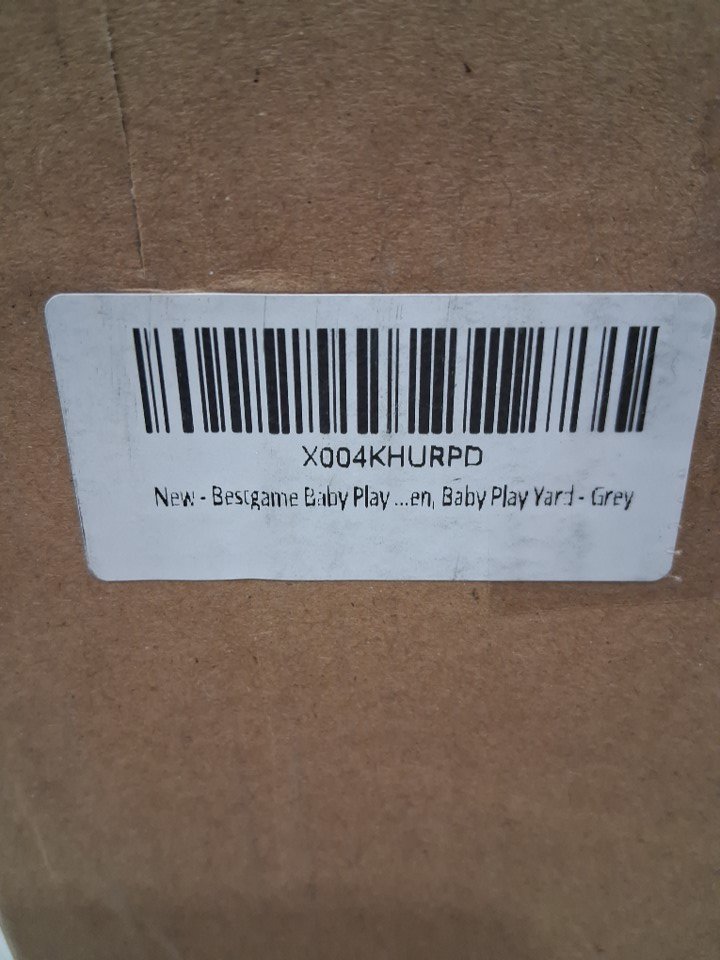 X004KHURPD
New - Bestgame Baby Play ...en, Baby Play Yard - Grey